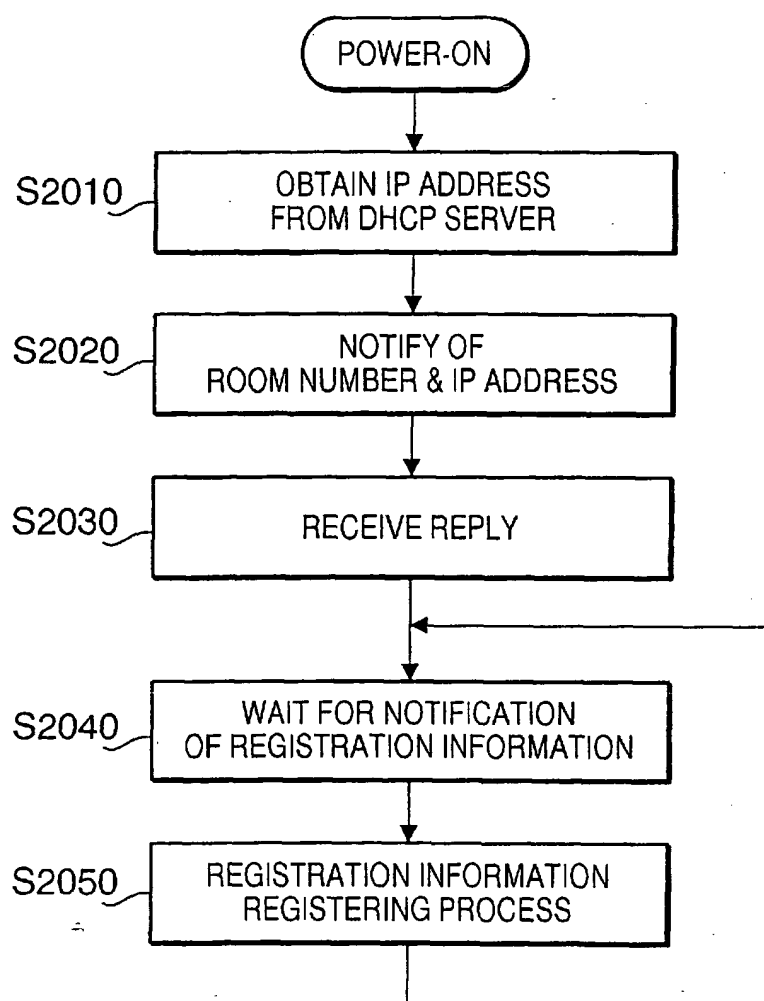 POWER-ON
S2010
OBTAIN IP ADDRESS
FROM DHCP SERVER
S2020
NOTIFY OF
ROOM NUMBER & IP ADDRESS
S2030
RECEIVE REPLY
S2040
WAIT FOR NOTIFICATION
OF REGISTRATION INFORMATION
S2050
REGISTRATION INFORMATION
REGISTERING PROCESS